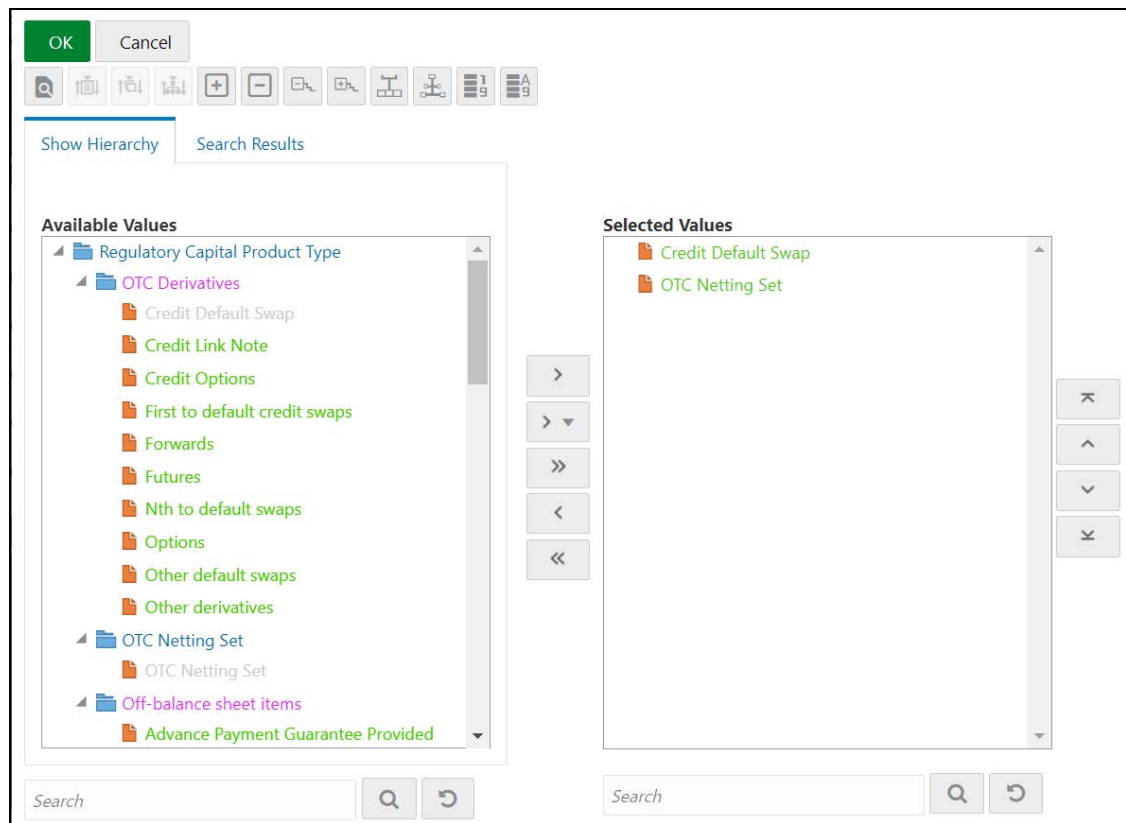 OK Cancel
Show Hierarchy Search Results
Available Values
Regulatory Capital Product Type
OTC Derivatives
Credit Default Swap
Credit Link Note
Credit Options
First to default credit swaps
Forwards
Futures
Nth to default swaps
Options
Other default swaps
Other derivatives
OTC Netting Set
OTC Netting Set
Off-balance sheet items
Advance Payment Guarantee Provided
Search
Selected Values
Credit Default Swap
OTC Netting Set
Search